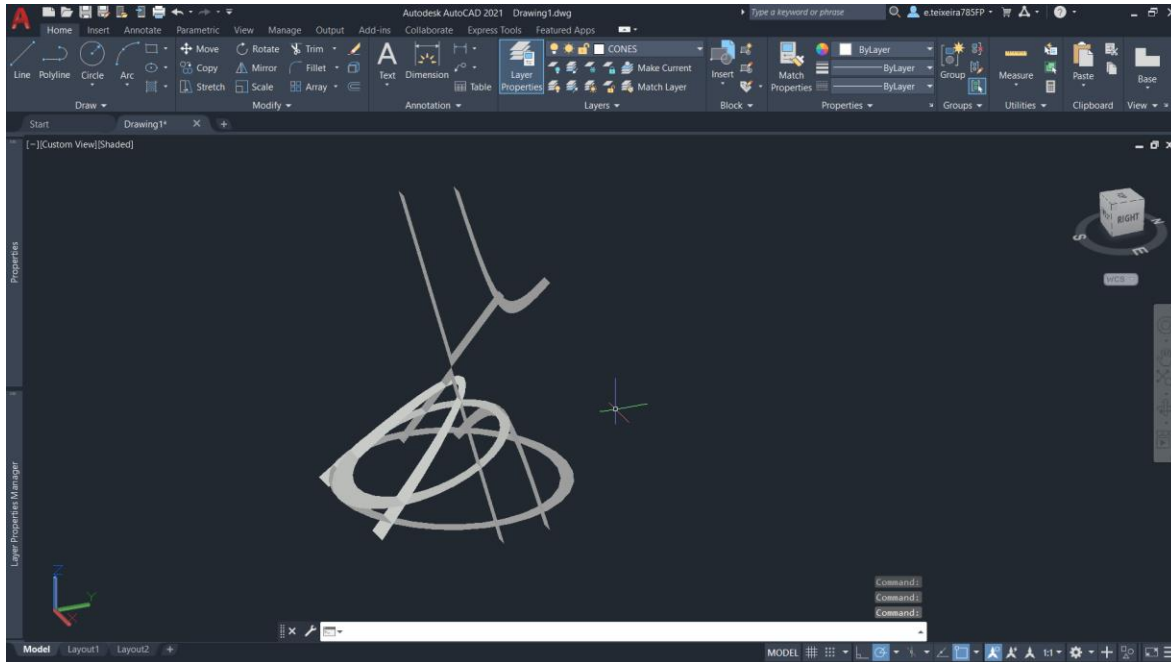 A Autodesk AutoCAD 2021 Drawing1.dwg Type a keyword or phrase e.teixeira785FP
Home Insert Annotate Parametric View Manage Output Add-ins Collaborate Express Tools Featured Apps
Line Polyline Circle Arc Move Rotate Trim A Text Dimension Layer Properties CONES Insert Match Properties ByLayer Group Measure Paste Base
Copy Mirror Fillet Make Current ByLayer
Stretch Scale Array Table Match Layer ByLayer
Draw Modify Annotation Layers Block Properties Groups Utilities Clipboard View
Start Drawing1* × +
[−][Custom View][Shaded]
RIGHT
S N E
WCS
Properties
Layer Properties Manager
Z
Y
X
Command:
Command:
Command:
Model Layout1 Layout2 + MODEL 1:1